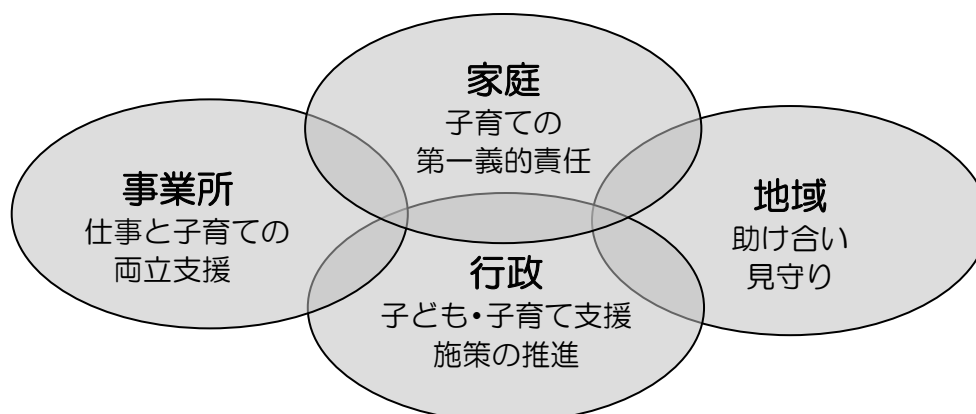 家庭
子育ての
第一義的責任
事業所
仕事と子育ての
両立支援
地域
助け合い
見守り
行政
子ども・子育て支援
施策の推進